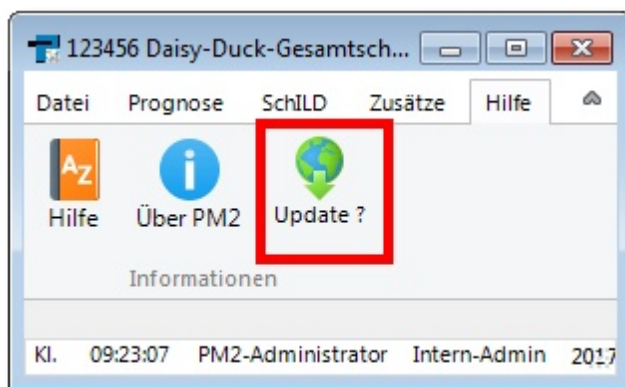 123456 Daisy-Duck-Gesamtsch...
Datei Prognose SchILD Zusätze Hilfe
AZ
i
Hilfe Über PM2 Update ?
Informationen
Kl. 09:23:07 PM2-Administrator Intern-Admin 2017